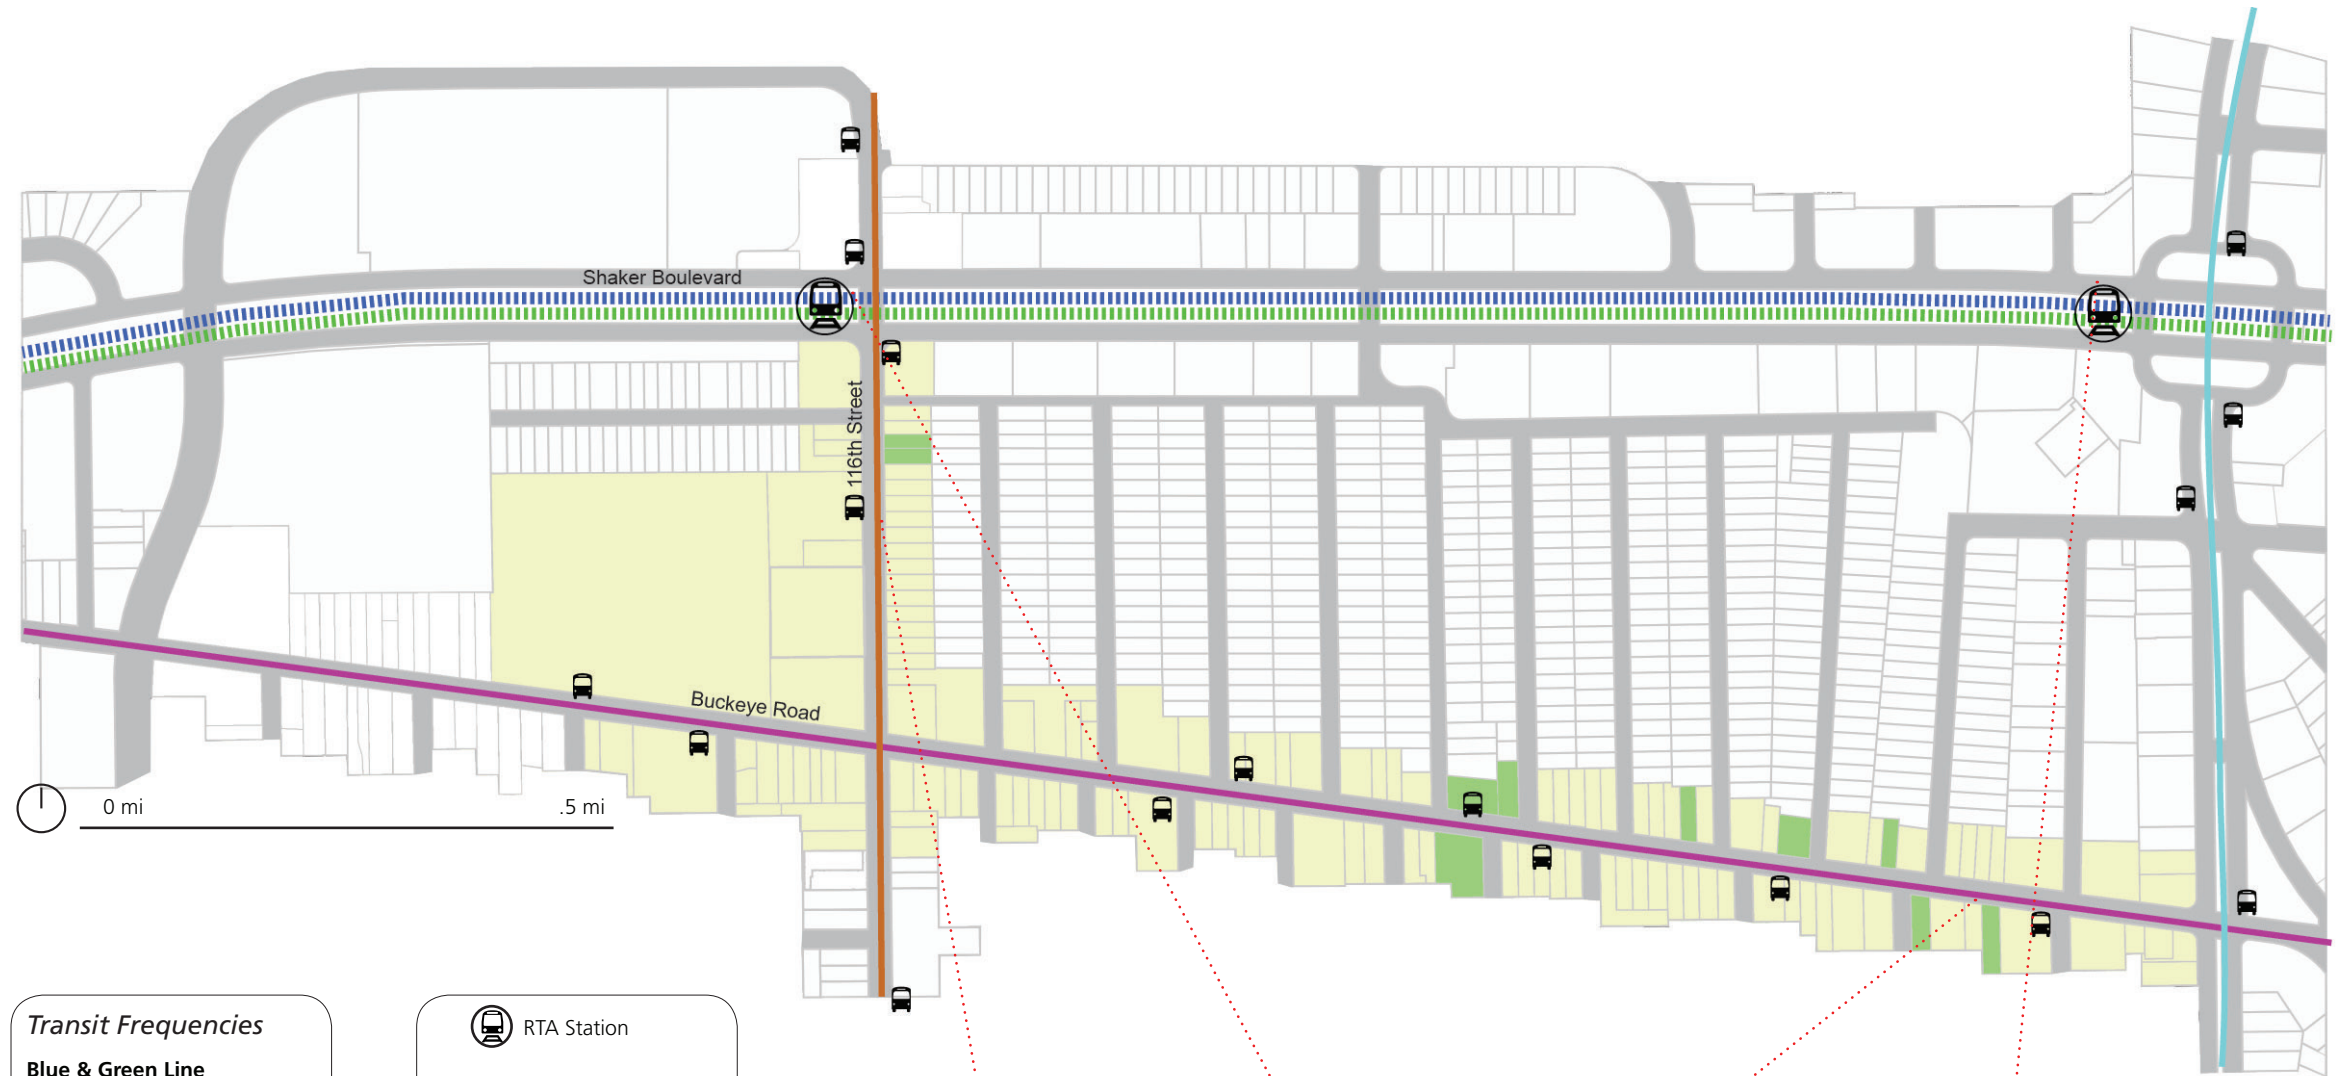 Shaker Boulevard
116th Street
Buckeye Road
0 mi
.5 mi
Transit Frequencies
Blue & Green Line
RTA Station